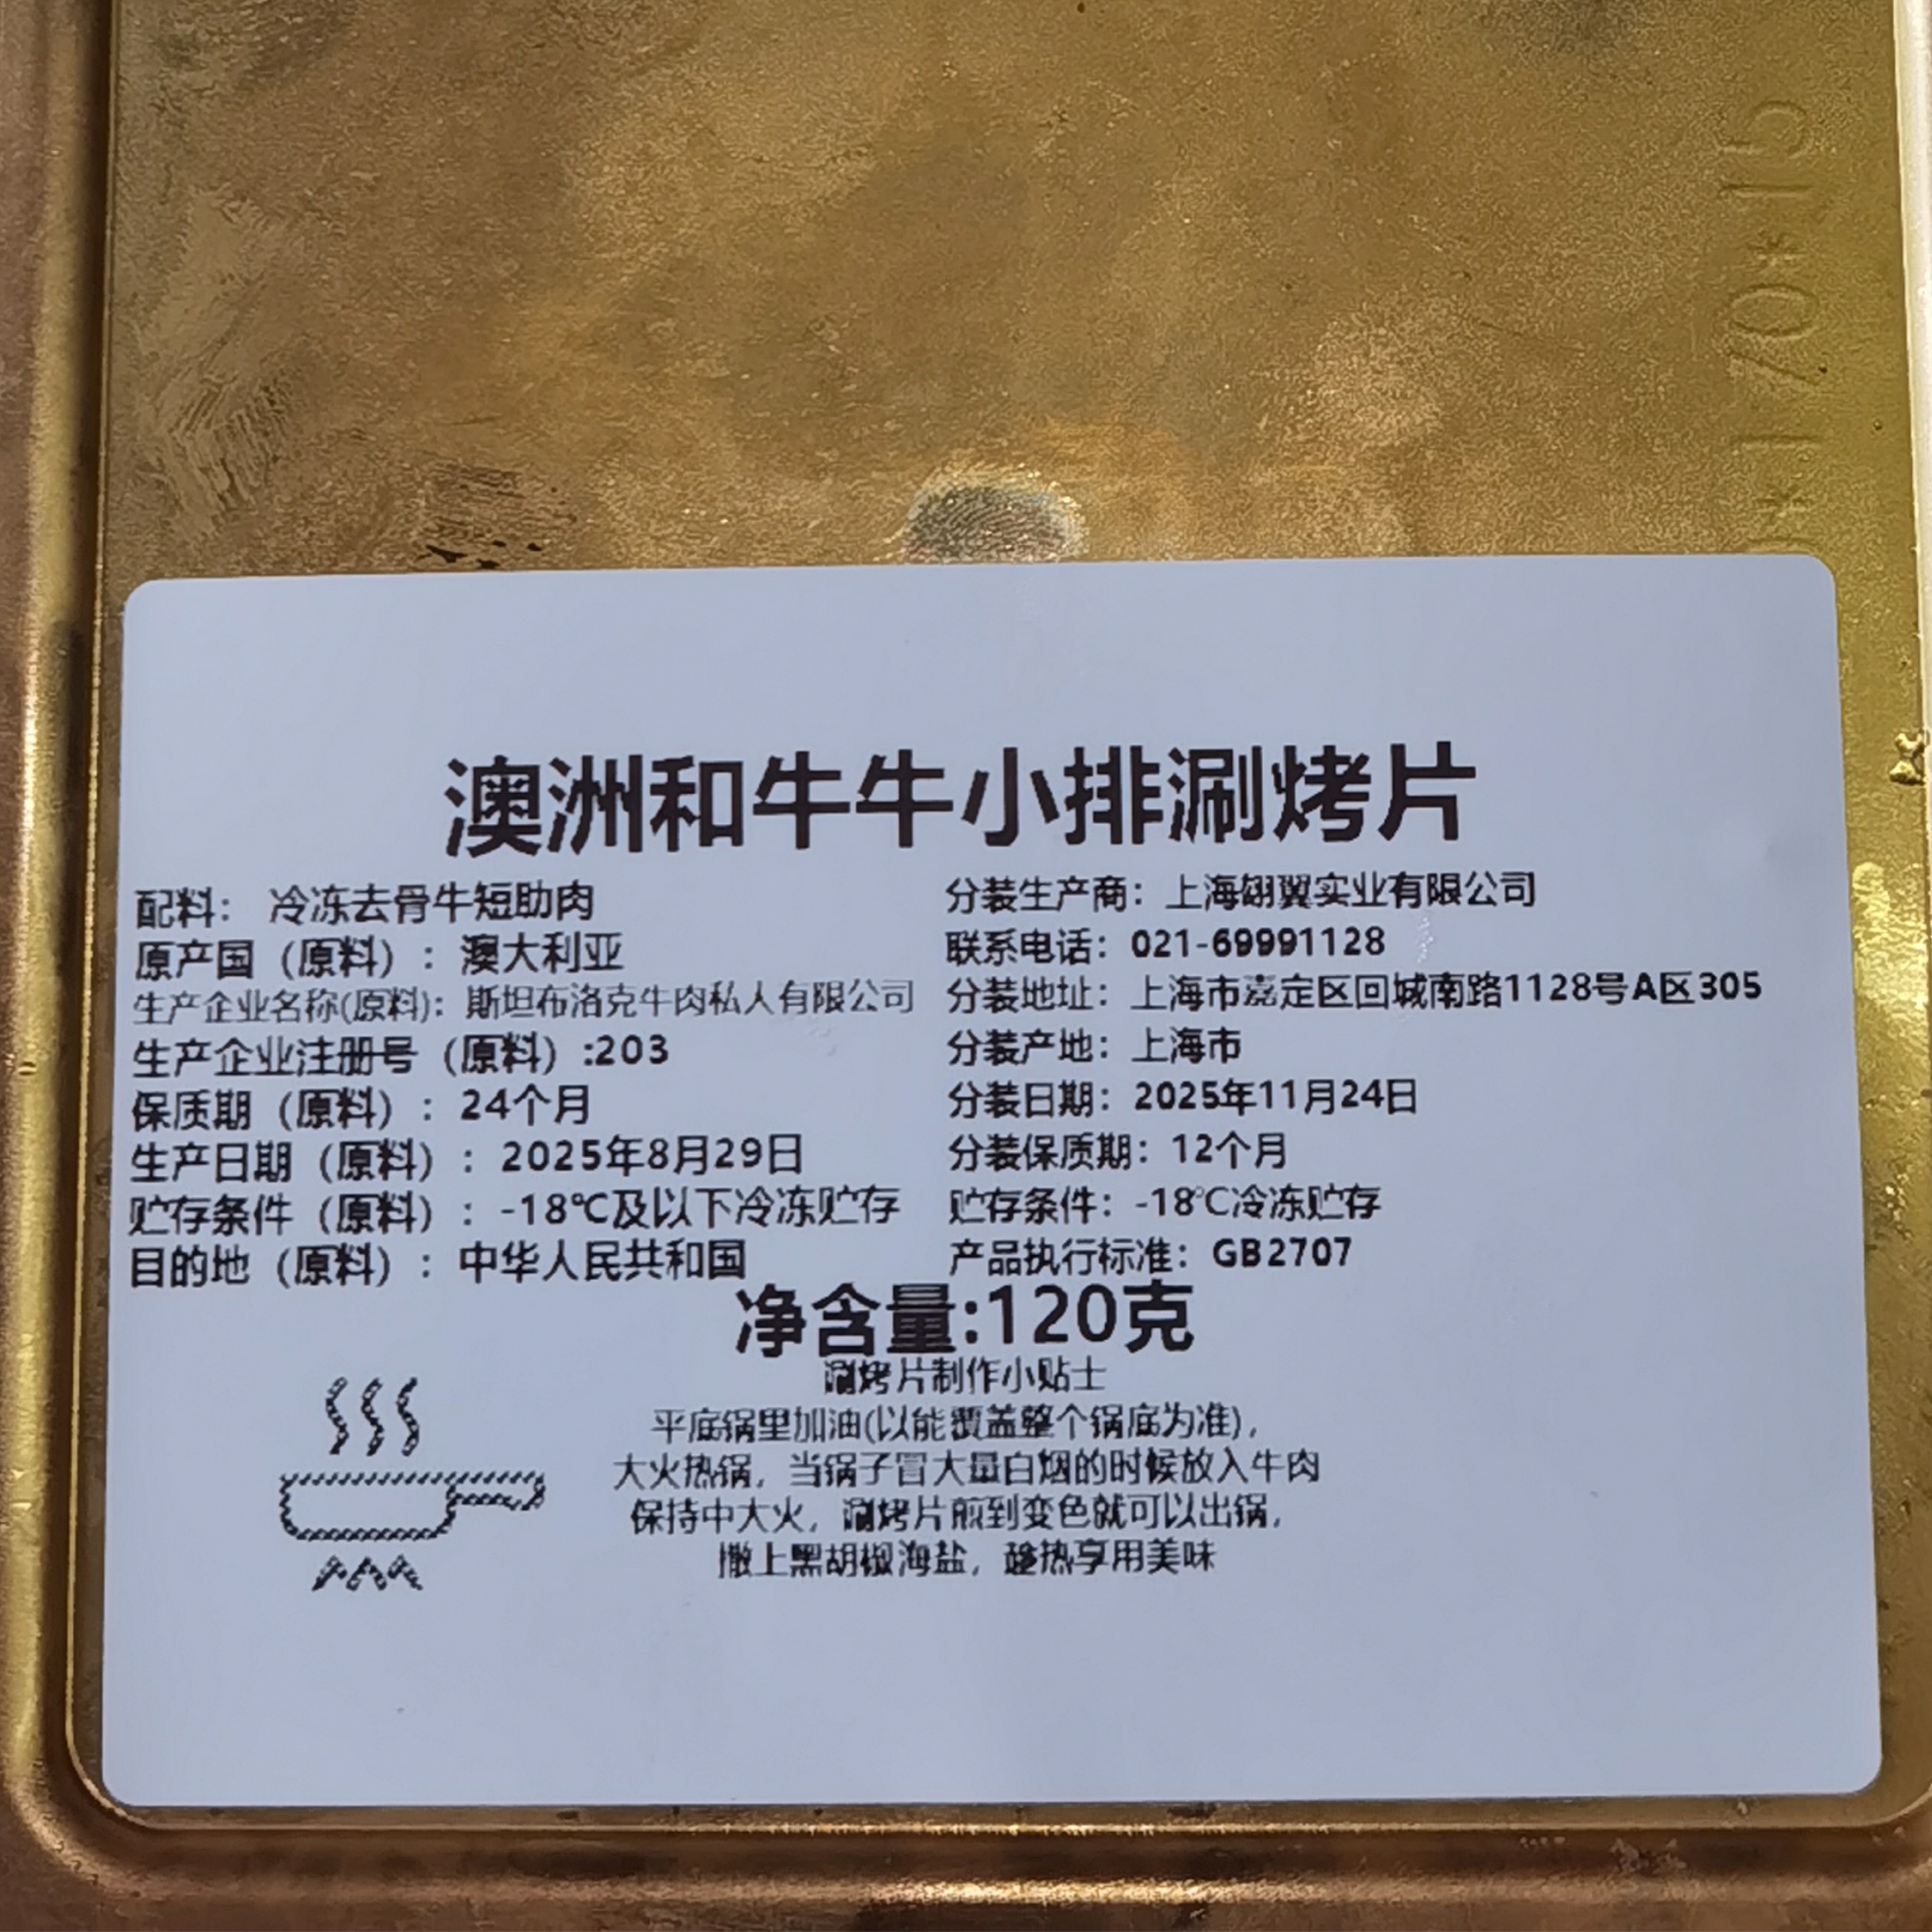 澳洲和牛牛小排涮烤片
配料： 冷冻去骨牛短肋肉
原产国（原料）：澳大利亚
生产企业名称(原料)：斯坦布洛克牛肉私人有限公司
生产企业注册号（原料）:203
保质期（原料）：24个月
生产日期（原料）：2025年8月29日
贮存条件（原料）：-18℃及以下冷冻贮存
目的地（原料）：中华人民共和国
分装生产商：上海翃翼实业有限公司
联系电话：021-69991128
分装地址：上海市嘉定区回城南路1128号A区305
分装产地：上海市
分装日期：2025年11月24日
分装保质期：12个月
贮存条件：-18℃冷冻贮存
产品执行标准：GB2707
净含量:120克
涮烤片制作小贴士
平底锅里加油(以能覆盖整个锅底为准)，
大火热锅，当锅子冒大量白烟的时候放入牛肉
保持中大火，涮烤片煎到变色就可以出锅，
撒上黑胡椒海盐，趁热享用美味